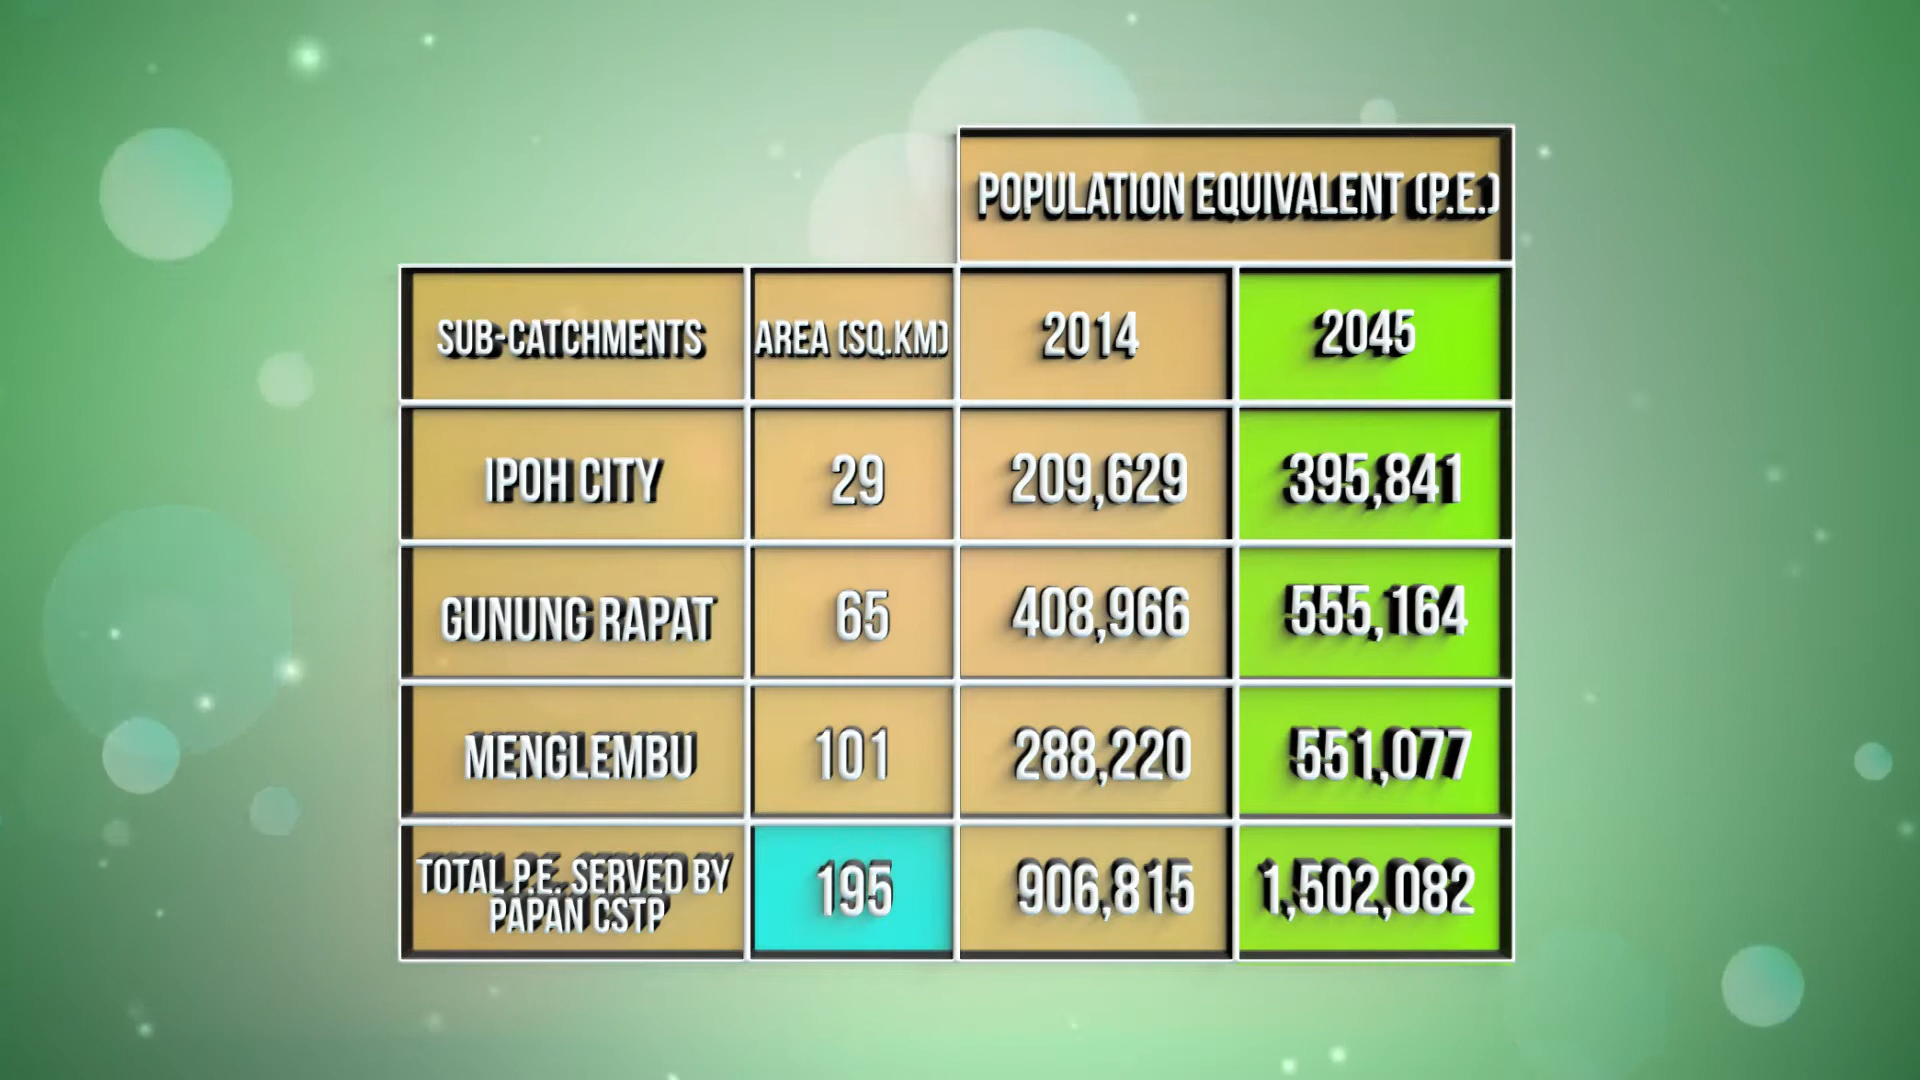 POPULATION EQUIVALENT (P.E.)
SUB-CATCHMENTS AREA (SQ.KM) 2014 2045
IPOH CITY 29 209,629 395,841
GUNUNG RAPAT 65 408,966 555,164
MENGLEMBU 101 288,220 551,077
TOTAL P.E. SERVED BY
PAPAN CSTP 195 906,815 1,502,082